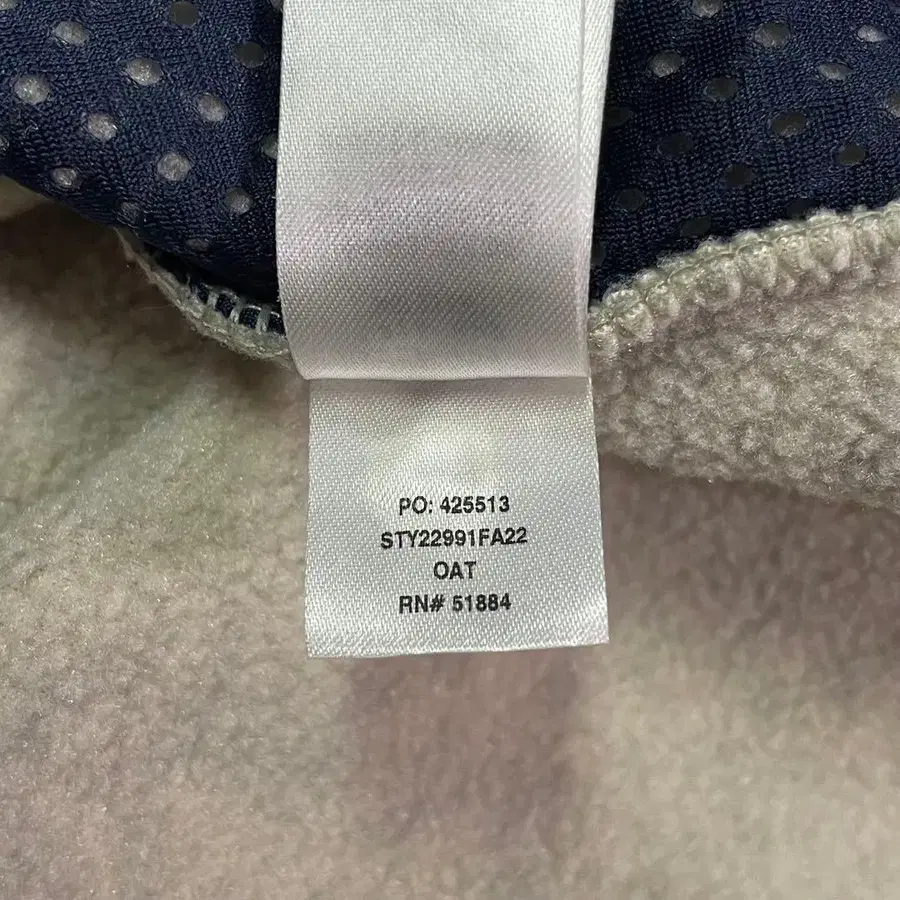 PO: 425513
STY22991FA22
OAT
RN# 51884